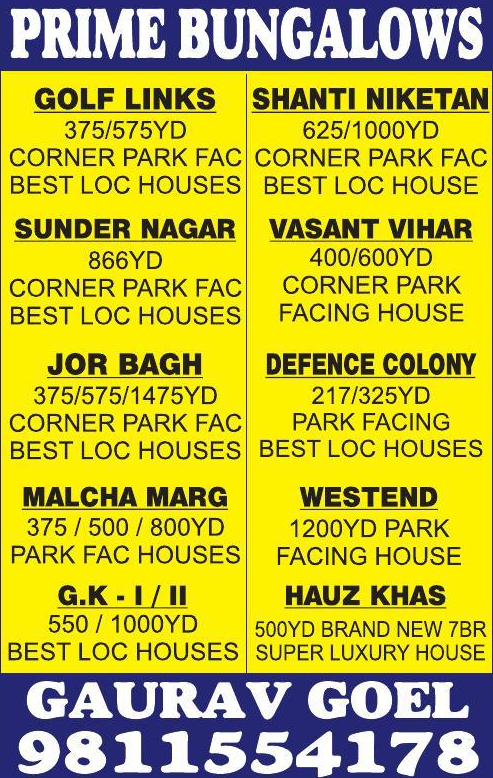 PRIME BUNGALOWS
GOLF LINKS
375/575YD
CORNER PARK FAC
BEST LOC HOUSES
SUNDER NAGAR
866YD
CORNER PARK FAC
BEST LOC HOUSES
JOR BAGH
375/575/1475YD
CORNER PARK FAC
BEST LOC HOUSES
MALCHA MARG
375 / 500 / 800YD
PARK FAC HOUSES
G.K - I / II
550 / 1000YD
BEST LOC HOUSES
SHANTI NIKETAN
625/1000YD
CORNER PARK FAC
BEST LOC HOUSE
VASANT VIHAR
400/600YD
CORNER PARK
FACING HOUSE
DEFENCE COLONY
217/325YD
PARK FACING
BEST LOC HOUSES
WESTEND
1200YD PARK
FACING HOUSE
HAUZ KHAS
500YD BRAND NEW 7BR
SUPER LUXURY HOUSE
GAURAV GOEL
9811554178